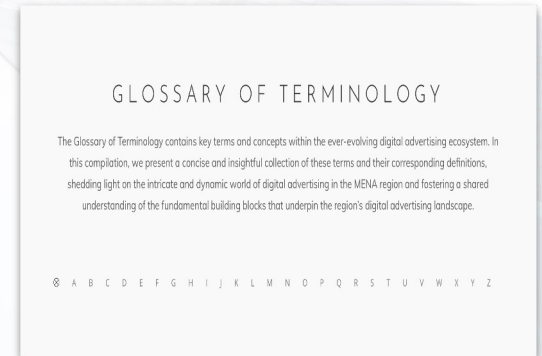 GLOSSARY OF TERMINOLOGY
The Glossary of Terminology contains key terms and concepts within the ever-evolving digital advertising ecosystem. In
this compilation, we present a concise and insightful collection of these terms and their corresponding definitions,
shedding light on the intricate and dynamic world of digital advertising in the MENA region and fostering a shared
understanding of the fundamental building blocks that underpin the region's digital advertising landscape.
⊗ A B C D E F G H I J K L M N O P Q R S T U V W X Y Z